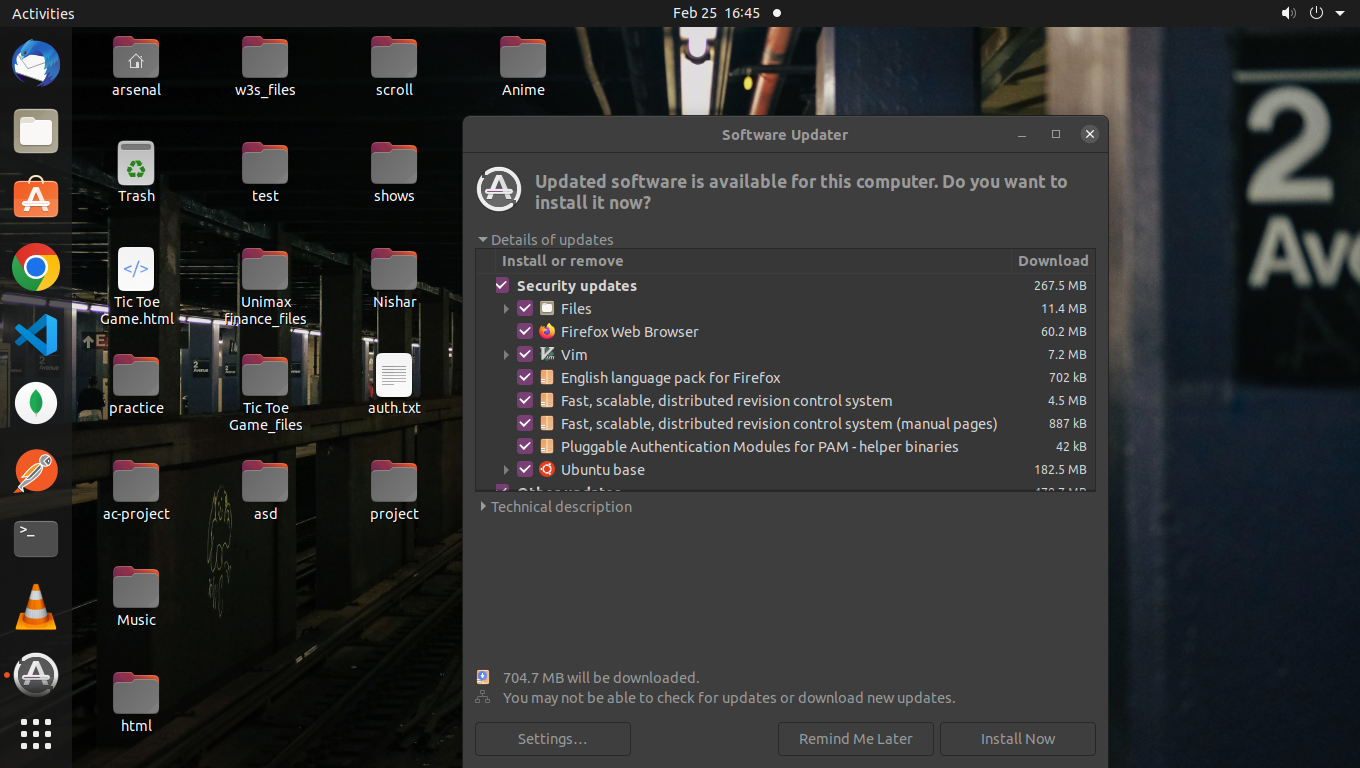 Activities
Feb 25 16:45
arsenal
w3s_files
scroll
Anime
Trash
test
shows
Tic Toe
Game.html
Unimax
finance_files
Nishar
practice
Tic Toe
Game_files
auth.txt
ac-project
asd
project
Music
html
Software Updater
Updated software is available for this computer. Do you want to
install it now?
Details of updates
Install or remove Download
Security updates 267.5 MB
Files 11.4 MB
Firefox Web Browser 60.2 MB
Vim 7.2 MB
English language pack for Firefox 702 kB
Fast, scalable, distributed revision control system 4.5 MB
Fast, scalable, distributed revision control system (manual pages) 887 kB
Pluggable Authentication Modules for PAM - helper binaries 42 kB
Ubuntu base 182.5 MB
Technical description
704.7 MB will be downloaded.
You may not be able to check for updates or download new updates.
Settings…
Remind Me Later
Install Now
2
Ave
2
Avenue